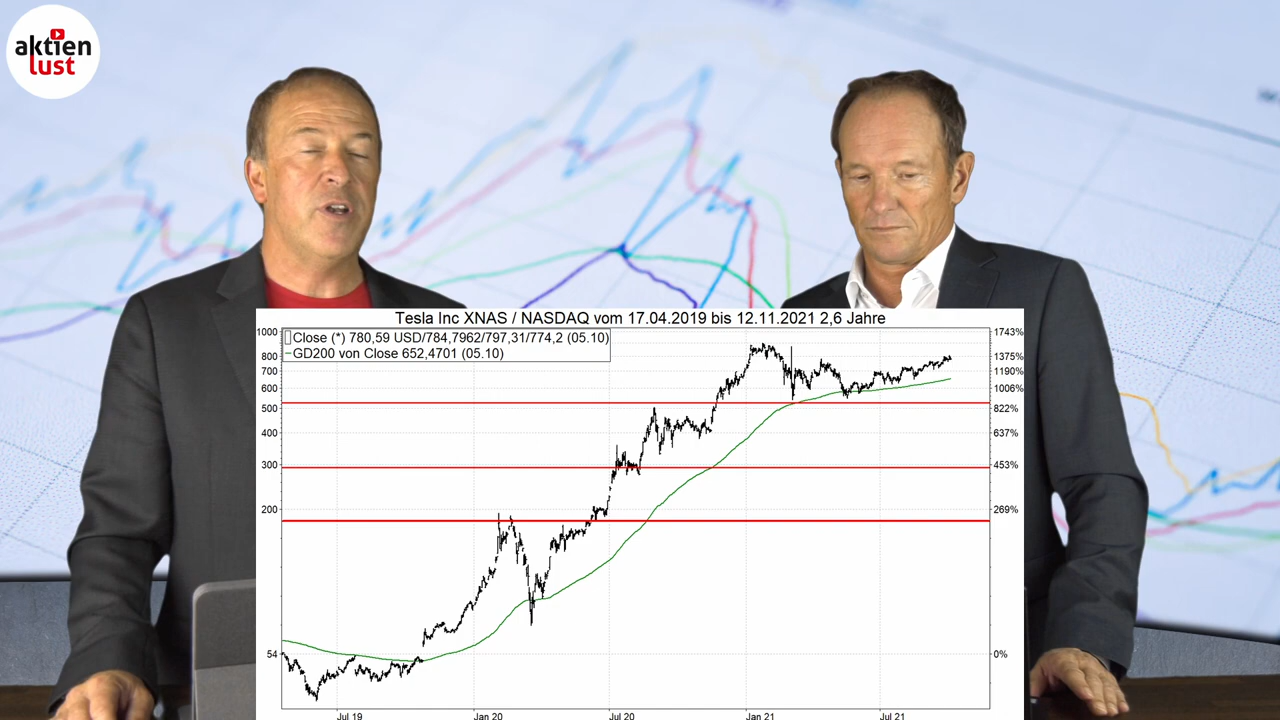 aktien
lust
Tesla Inc XNAS / NASDAQ vom 17.04.2019 bis 12.11.2021 2,6 Jahre
Close (*) 780,59 USD/784,7962/797,31/774,2 (05.10)
GD200 von Close 652,4701 (05.10)
1000 1743%
800 1375%
700 1190%
600 1006%
500 822%
400 637%
300 453%
200 269%
54 0%
Jul 19 Jan 20 Jul 20 Jan 21 Jul 21